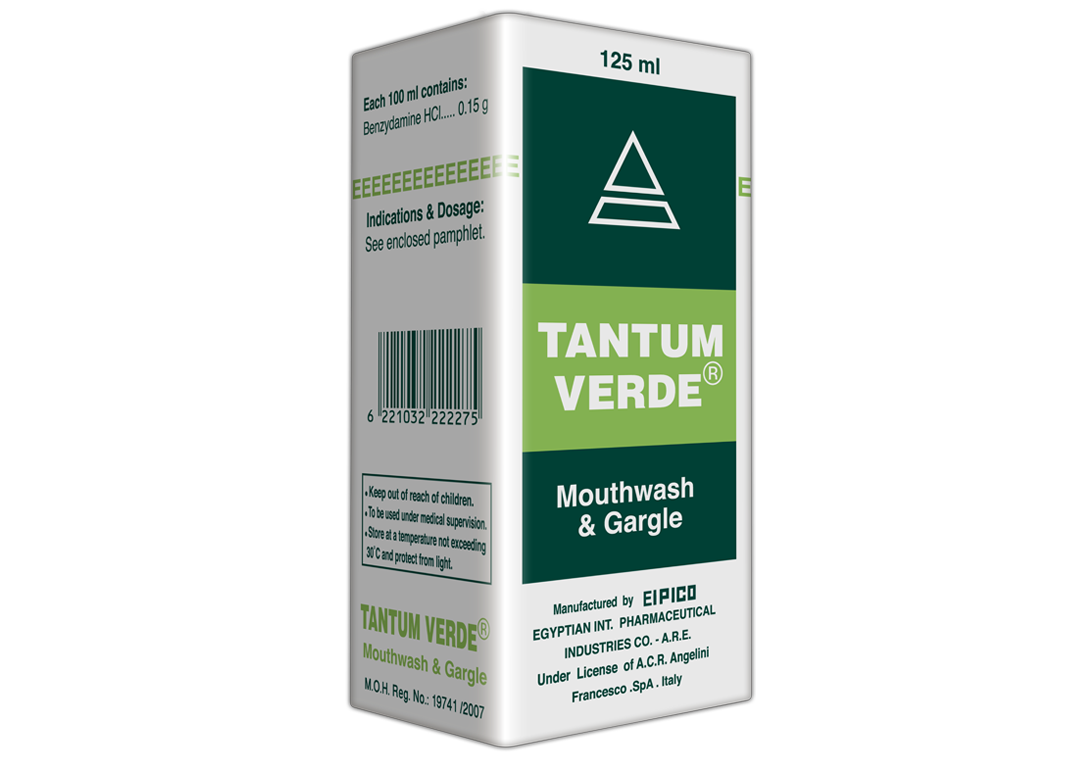 Each 100 ml contains:
Benzydamine HCl..... 0.15 g
EEEEEEEEEEEEEE
Indications & Dosage:
See enclosed pamphlet.
6 221032 222275
• Keep out of reach of children.
• To be used under medical supervision.
• Store at a temperature not exceeding
30°C and protect from light.
TANTUM VERDE®
Mouthwash & Gargle
M.O.H. Reg. No.: 19741 /2007
125 ml
E
TANTUM
VERDE®
Mouthwash
& Gargle
Manufactured by EIPICO
EGYPTIAN INT. PHARMACEUTICAL
INDUSTRIES CO. - A.R.E.
Under License of A.C.R. Angelini
Francesco .SpA . Italy